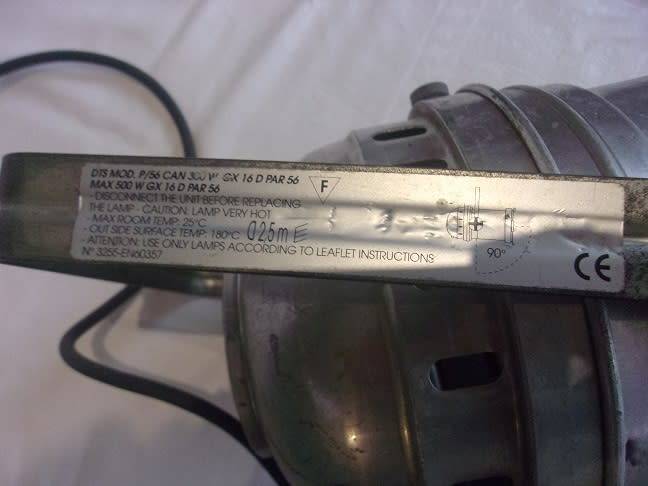 DTS MOD. P/56 CAN 300 W GX 16 D PAR 56
MAX 500 W GX 16 D PAR 56
F
- DISCONNECT THE UNIT BEFORE REPLACING
THE LAMP - CAUTION: LAMP VERY HOT
- MAX ROOM TEMP: 25°C
- OUT SIDE SURFACE TEMP: 180°C 0.25m
- ATTENTION: USE ONLY LAMPS ACCORDING TO LEAFLET INSTRUCTIONS
N° 3255-EN60357
90°
CE